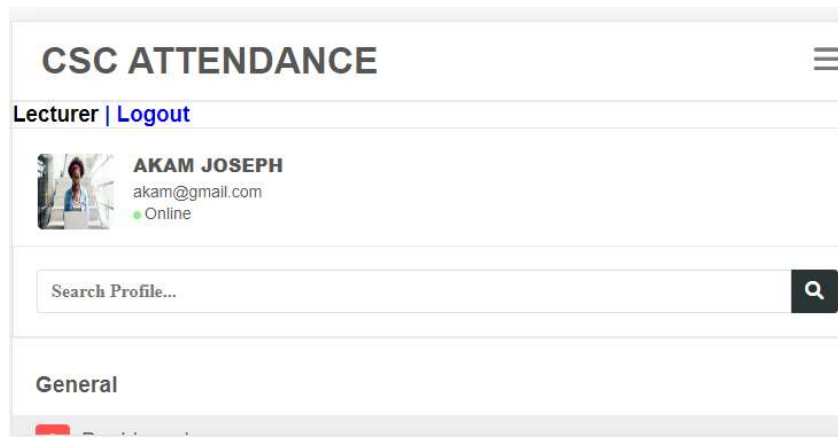 CSC ATTENDANCE
Lecturer | Logout
AKAM JOSEPH
akam@gmail.com
Online
Search Profile...
General